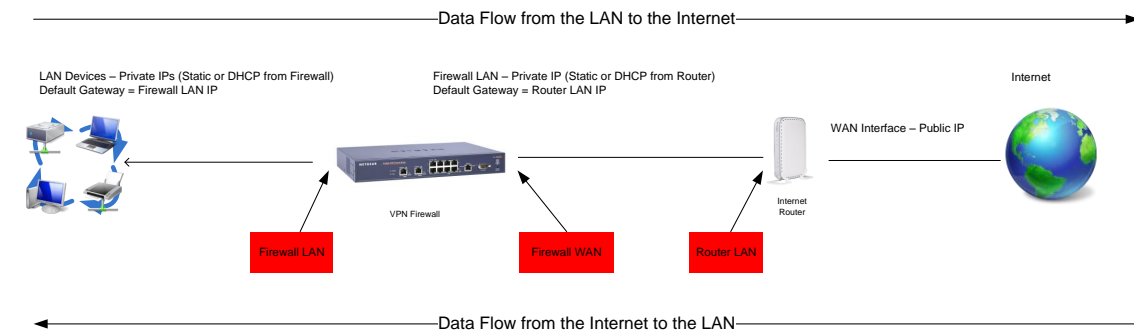 Data Flow from the LAN to the Internet
LAN Devices – Private IPs (Static or DHCP from Firewall)
Default Gateway = Firewall LAN IP
Firewall LAN – Private IP (Static or DHCP from Router)
Default Gateway = Router LAN IP
Internet
WAN Interface – Public IP
NETGEAR
VPN Firewall
Internet
Router
Firewall LAN
Firewall WAN
Router LAN
Data Flow from the Internet to the LAN